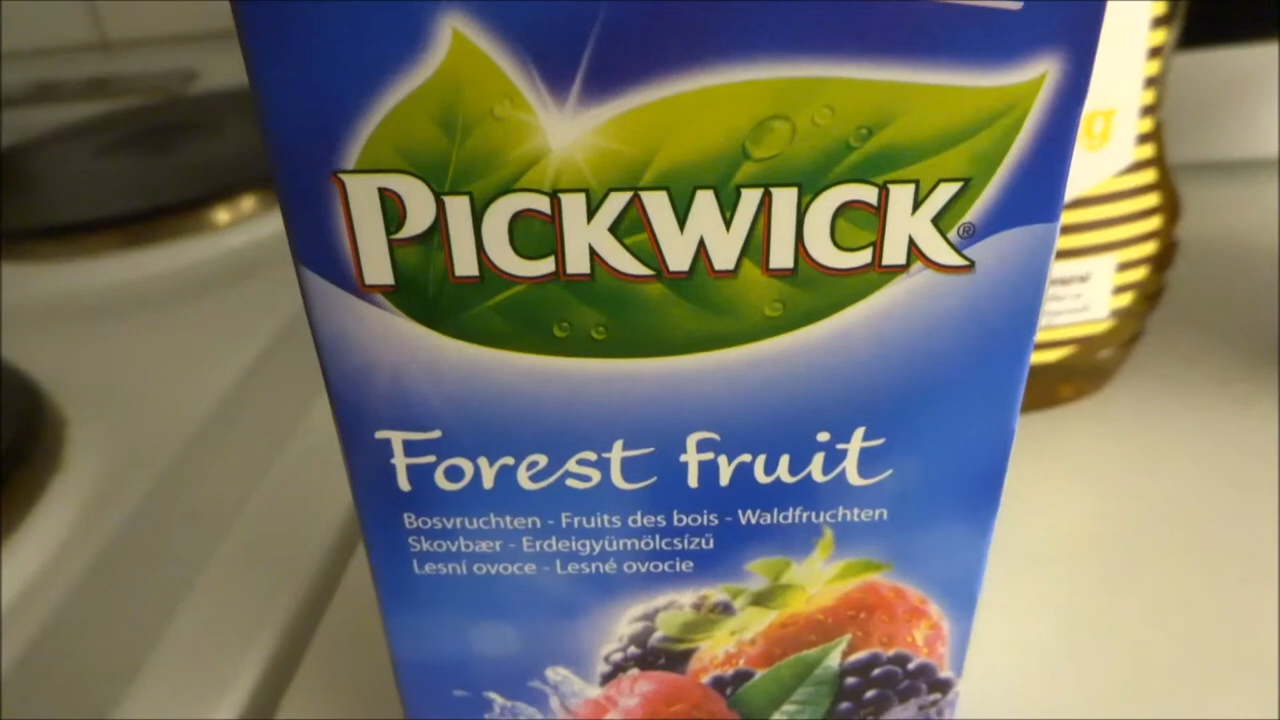 PICKWICK®
Forest fruit
Bosvruchten - Fruits des bois - Waldfruchten
Skovbær - Erdeigyümölcsízű
Lesní ovoce - Lesné ovocie
g